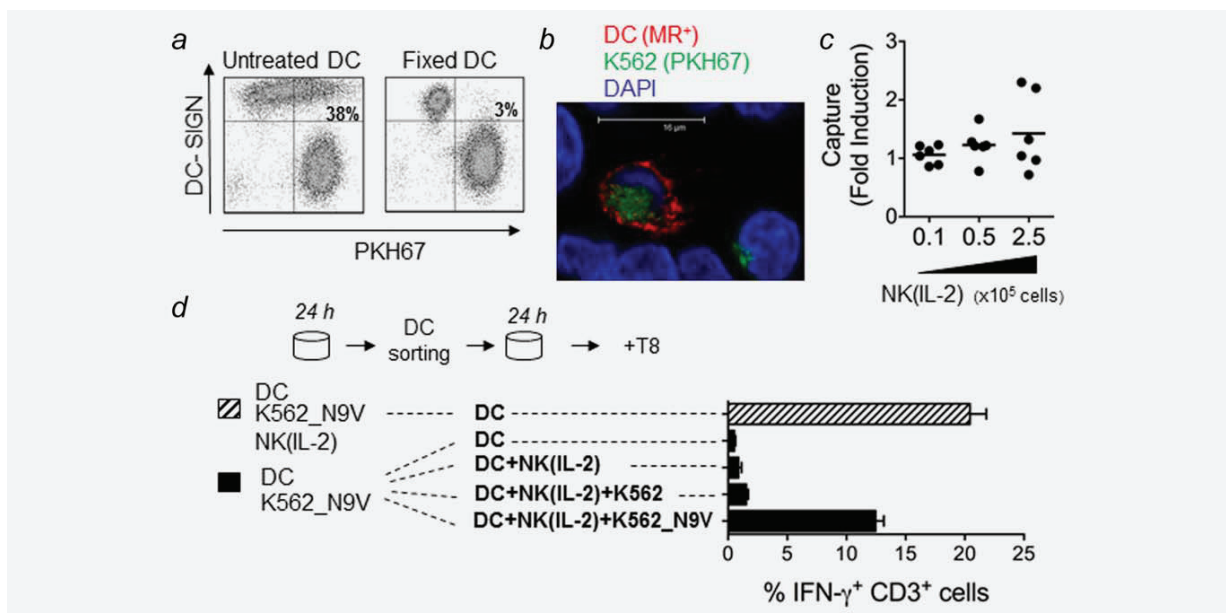 a
Untreated DC
Fixed DC
38%
3%
DC- SIGN
PKH67
b
DC (MR⁺)
K562 (PKH67)
DAPI
16 µm
c
3
2
1
0
Capture
(Fold Induction)
0.1 0.5 2.5
NK(IL-2) (x10⁵ cells)
d
24 h
DC
sorting
24 h
+T8
DC
K562_N9V
NK(IL-2)
DC
K562_N9V
DC
DC
DC+NK(IL-2)
DC+NK(IL-2)+K562
DC+NK(IL-2)+K562_N9V
0 5 10 15 20 25
% IFN-γ⁺ CD3⁺ cells